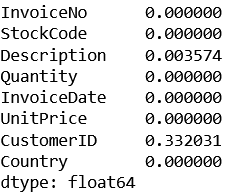 InvoiceNo 0.000000
StockCode 0.000000
Description 0.003574
Quantity 0.000000
InvoiceDate 0.000000
UnitPrice 0.000000
CustomerID 0.332031
Country 0.000000
dtype: float64